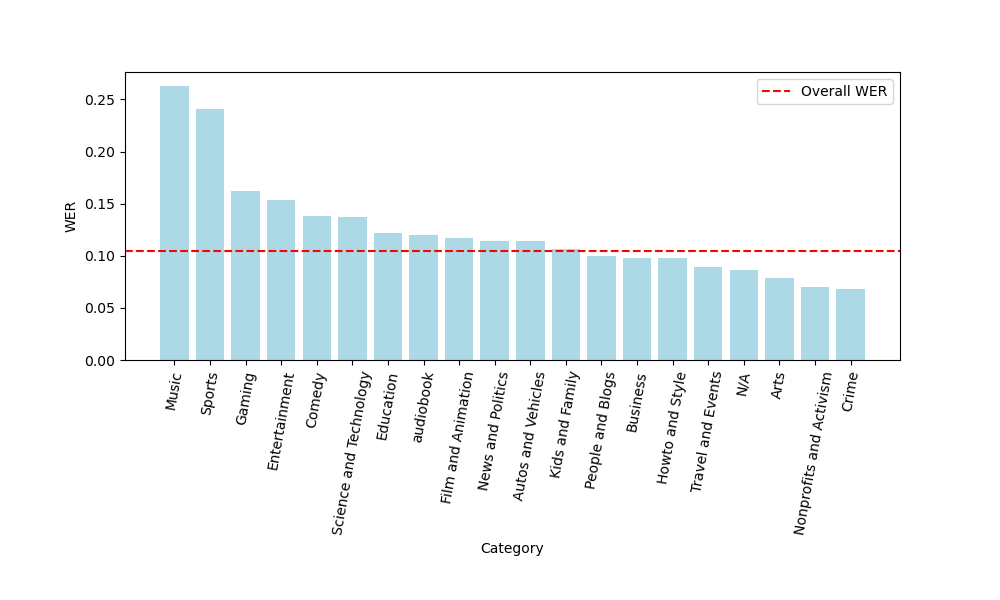 Overall WER
0.25
0.20
0.15
0.10
0.05
0.00
WER
Music
Sports
Gaming
Entertainment
Comedy
Science and Technology
Education
audiobook
Film and Animation
News and Politics
Autos and Vehicles
Kids and Family
People and Blogs
Business
Howto and Style
Travel and Events
N/A
Arts
Nonprofits and Activism
Crime
Category